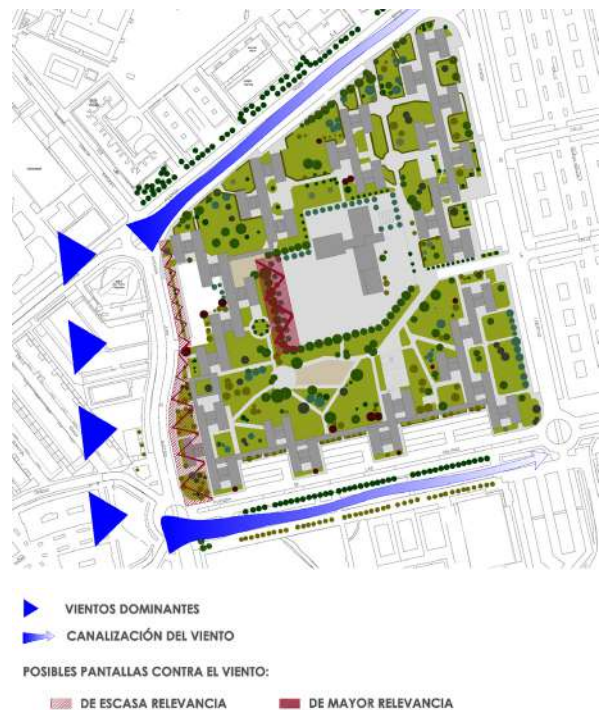 VIENTOS DOMINANTES
CANALIZACIÓN DEL VIENTO
POSIBLES PANTALLAS CONTRA EL VIENTO:
DE ESCASA RELEVANCIA DE MAYOR RELEVANCIA